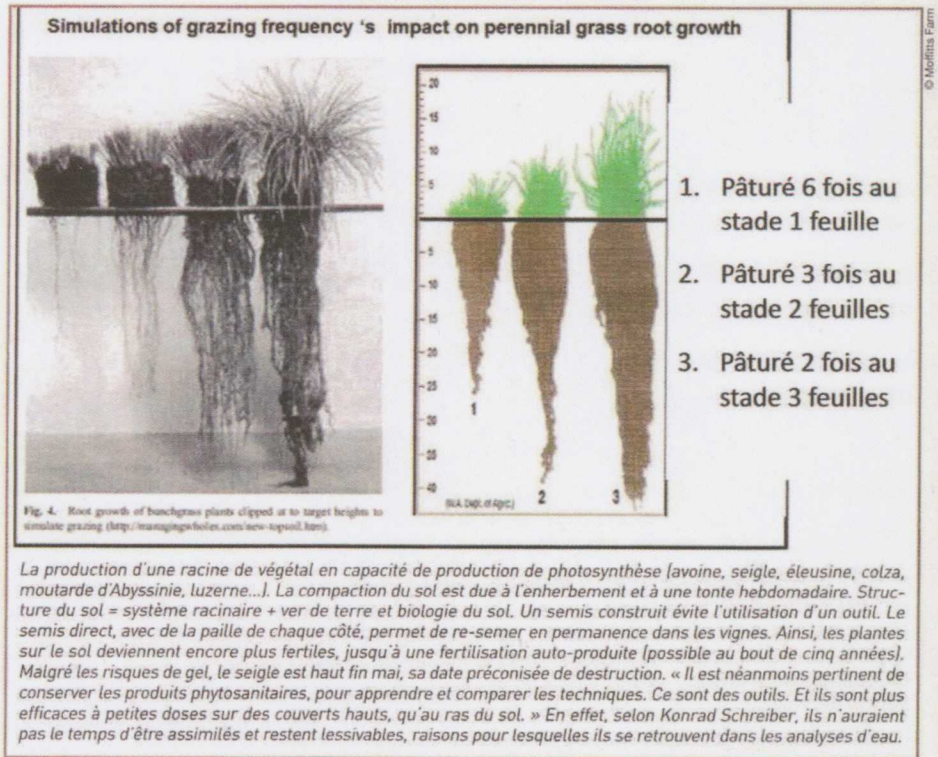 Simulations of grazing frequency 's impact on perennial grass root growth
© Moffitts Farm
Fig. 4. Root growth of bunchgrass plants clipped at to target heights to
simulate grazing (http://managingwholes.com/new-topsoil.htm).
20
15
10
5
5
10
15
20
25
30
35
40
1
2
3
(W.A. Dept. of Agric.)
1. Pâturé 6 fois au
stade 1 feuille
2. Pâturé 3 fois au
stade 2 feuilles
3. Pâturé 2 fois au
stade 3 feuilles
La production d'une racine de végétal en capacité de production de photosynthèse (avoine, seigle, éleusine, colza,
moutarde d'Abyssinie, luzerne...). La compaction du sol est due à l'enherbement et à une tonte hebdomadaire. Struc-
ture du sol = système racinaire + ver de terre et biologie du sol. Un semis construit évite l'utilisation d'un outil. Le
semis direct, avec de la paille de chaque côté, permet de re-semer en permanence dans les vignes. Ainsi, les plantes
sur le sol deviennent encore plus fertiles, jusqu'à une fertilisation auto-produite (possible au bout de cinq années).
Malgré les risques de gel, le seigle est haut fin mai, sa date préconisée de destruction. « Il est néanmoins pertinent de
conserver les produits phytosanitaires, pour apprendre et comparer les techniques. Ce sont des outils. Et ils sont plus
efficaces à petites doses sur des couverts hauts, qu'au ras du sol. » En effet, selon Konrad Schreiber, ils n'auraient
pas le temps d'être assimilés et restent lessivables, raisons pour lesquelles ils se retrouvent dans les analyses d'eau.